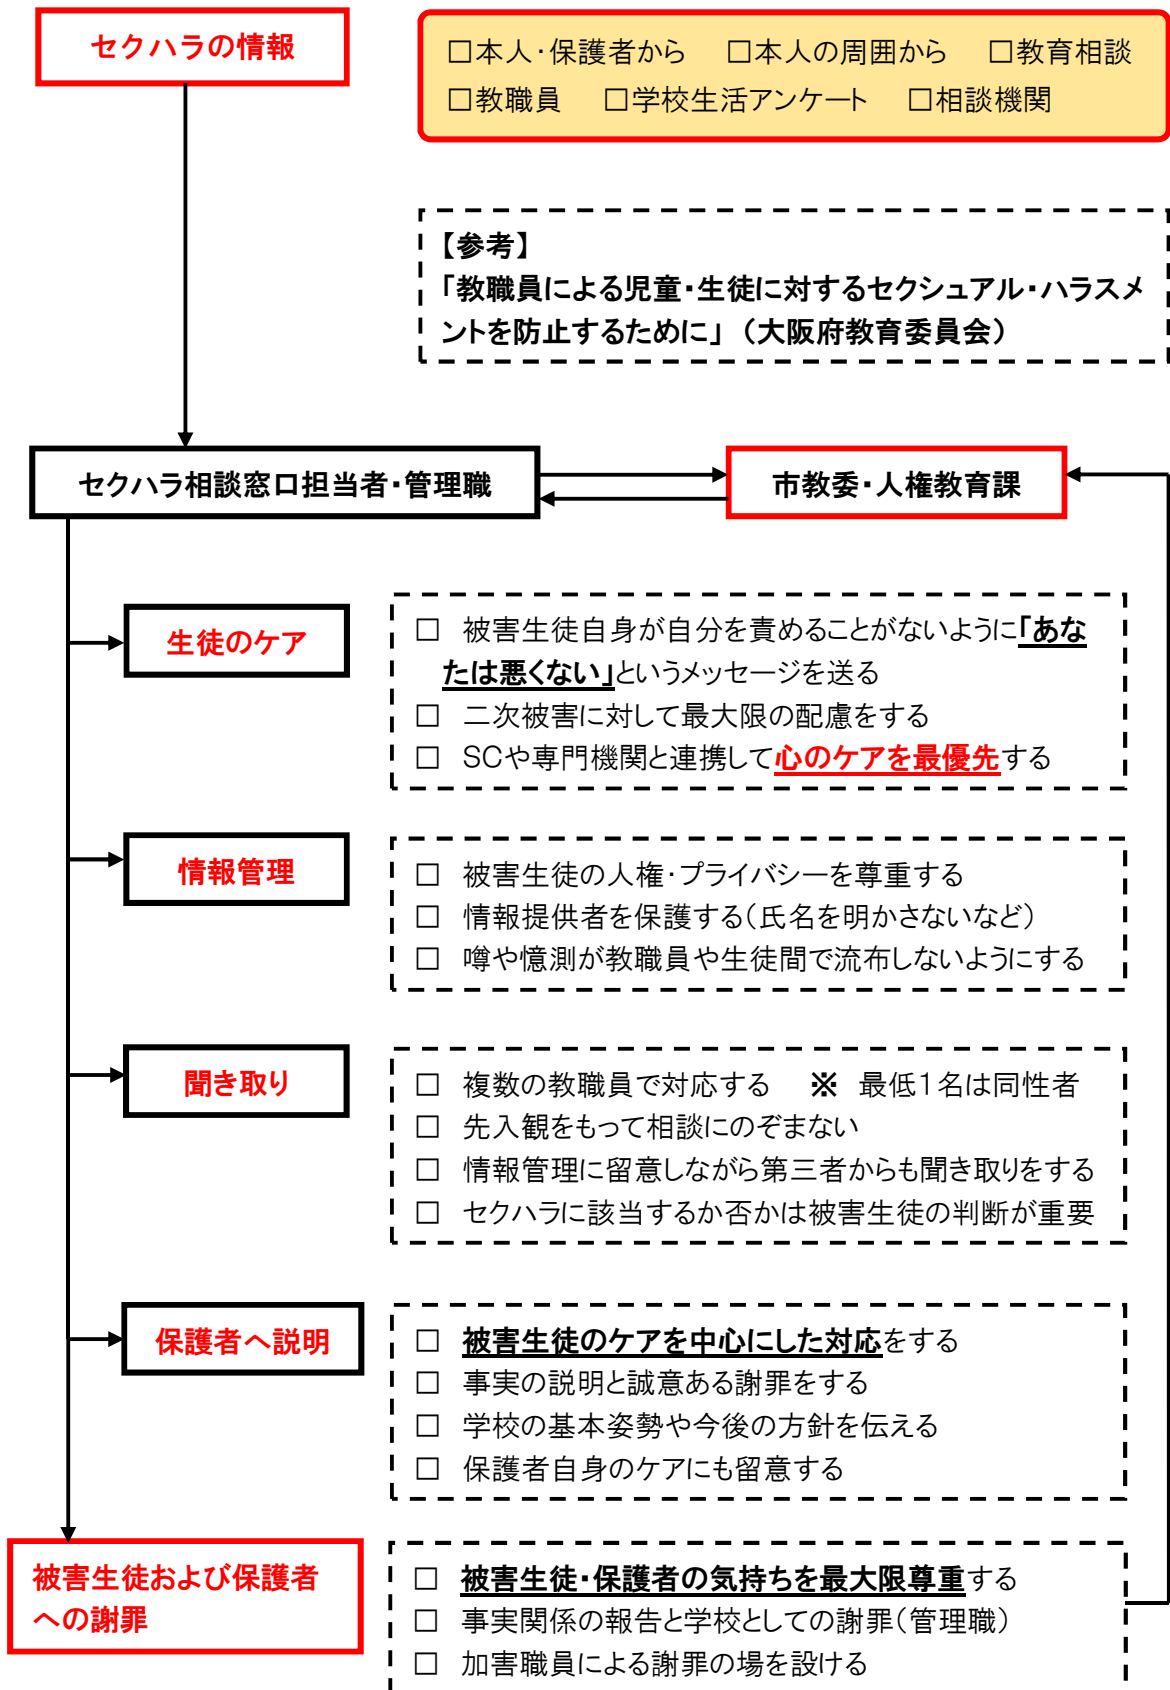 セクハラの情報
□本人・保護者から　□本人の周囲から　□教育相談
□教職員　□学校生活アンケート　□相談機関
【参考】
「教職員による児童・生徒に対するセクシュアル・ハラスメ
ントを防止するために」（大阪府教育委員会）
セクハラ相談窓口担当者・管理職
市教委・人権教育課
生徒のケア
□　被害生徒自身が自分を責めることがないように「あな
たは悪くない」というメッセージを送る
□　二次被害に対して最大限の配慮をする
□　SCや専門機関と連携して心のケアを最優先する
情報管理
□　被害生徒の人権・プライバシーを尊重する
□　情報提供者を保護する（氏名を明かさないなど）
□　噂や憶測が教職員や生徒間で流布しないようにする
聞き取り
□　複数の教職員で対応する　※　最低1名は同性者
□　先入観をもって相談にのぞまない
□　情報管理に留意しながら第三者からも聞き取りをする
□　セクハラに該当するか否かは被害生徒の判断が重要
保護者へ説明
□　被害生徒のケアを中心にした対応をする
□　事実の説明と誠意ある謝罪をする
□　学校の基本姿勢や今後の方針を伝える
□　保護者自身のケアにも留意する
被害生徒および保護者
への謝罪
□　被害生徒・保護者の気持ちを最大限尊重する
□　事実関係の報告と学校としての謝罪（管理職）
□　加害職員による謝罪の場を設ける